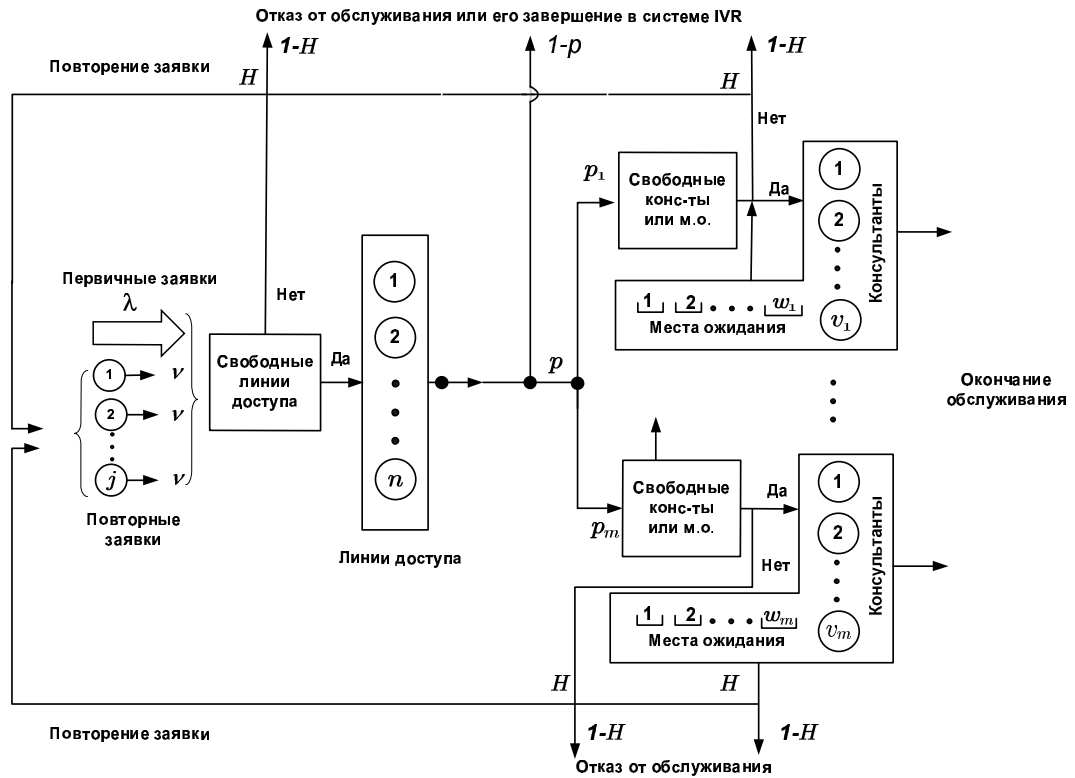 Отказ от обслуживания или его завершение в системе IVR
1-H
1-p
1-H
Повторение заявки
H
H
Нет
p₁
Свободные
конс-ты
или м.о.
Да
1
2
v₁
Консультанты
1 2 w₁
Места ожидания
Первичные заявки
λ
Нет
1 ν
2 ν
j ν
Повторные
заявки
Свободные
линии
доступа
Да
1
2
n
Линии доступа
p
Окончание
обслуживания
pₘ
Свободные
конс-ты
или м.о.
Да
Нет
1
2
vₘ
Консультанты
1 2 wₘ
Места ожидания
H
H
Повторение заявки
1-H
1-H
Отказ от обслуживания